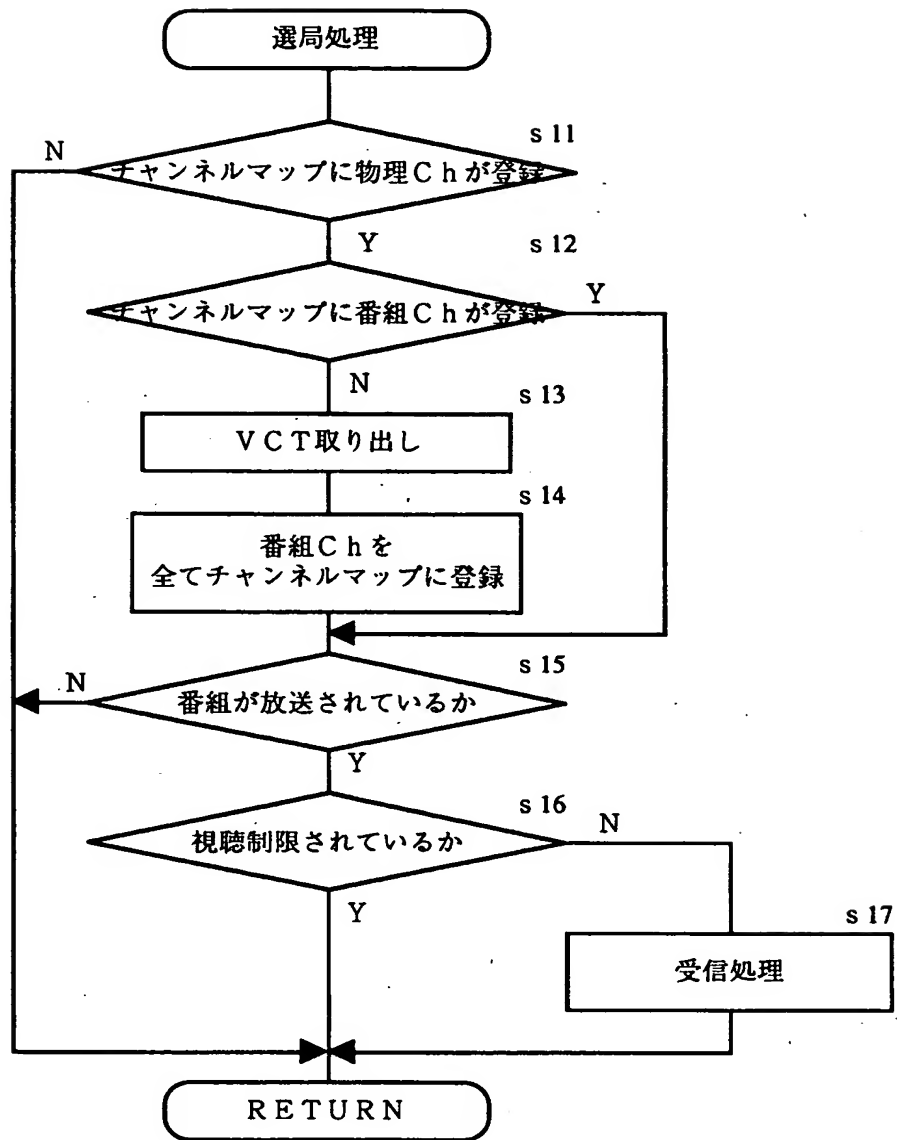 選局処理
s 11
N
チャンネルマップに物理Chが登録
Y
s 12
Y
チャンネルマップに番組Chが登録
N
s 13
VCT取り出し
s 14
番組Chを
全てチャンネルマップに登録
s 15
N
番組が放送されているか
Y
s 16
N
視聴制限されているか
Y
s 17
受信処理
RETURN